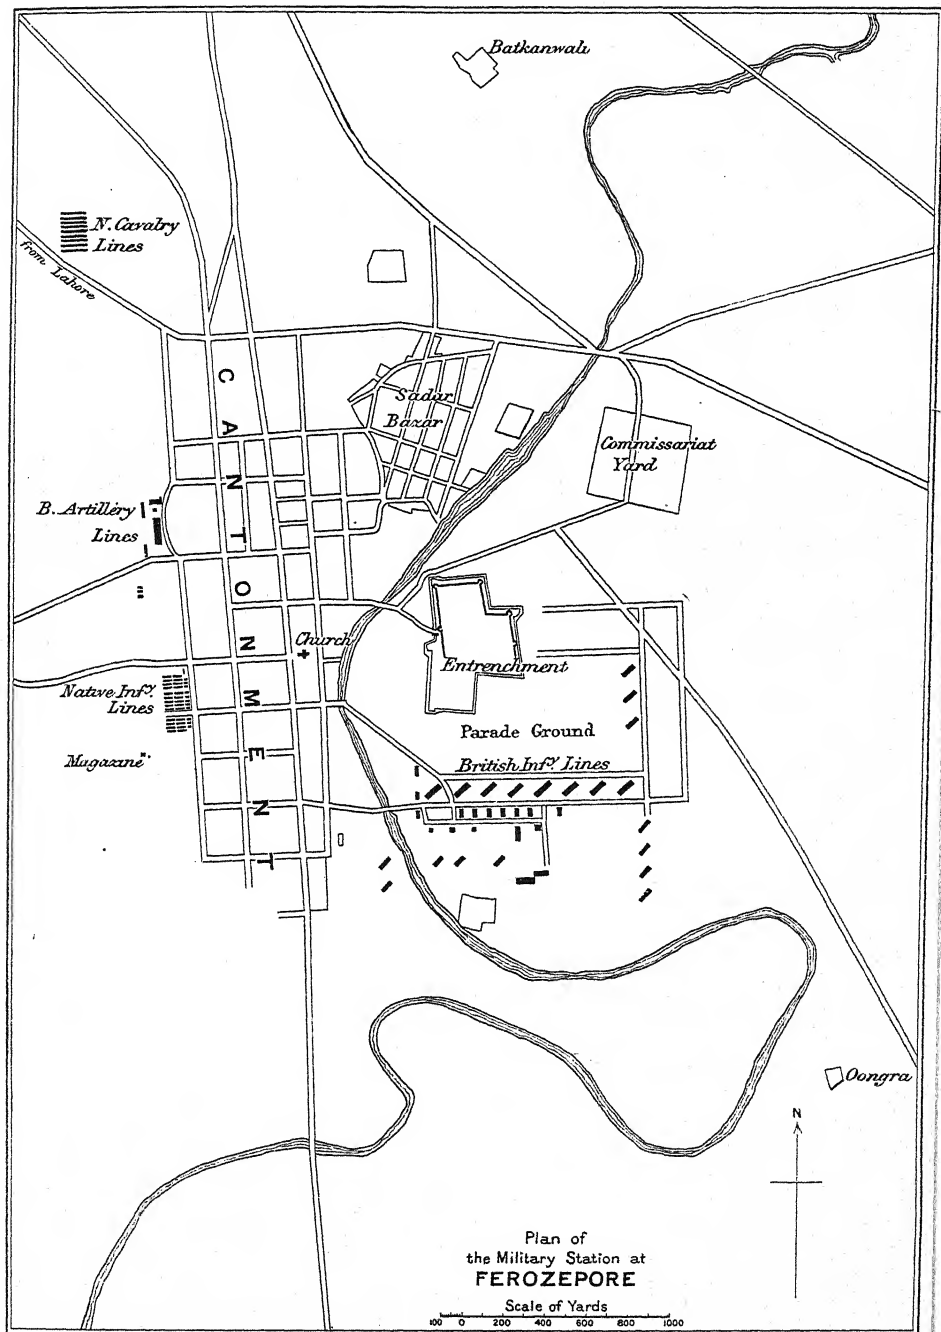 Batkanwali
N. Cavalry
Lines
from Lahore
CANTONMENT
Sadar
Bazar
Commissariat
Yard
B. Artillery
Lines
Church
Entrenchment
Native Infy.
Lines
Parade Ground
Magazine
British Infy. Lines
Oongra
N
Plan of
the Military Station at
FEROZEPORE
Scale of Yards
100 0 200 400 600 800 1000